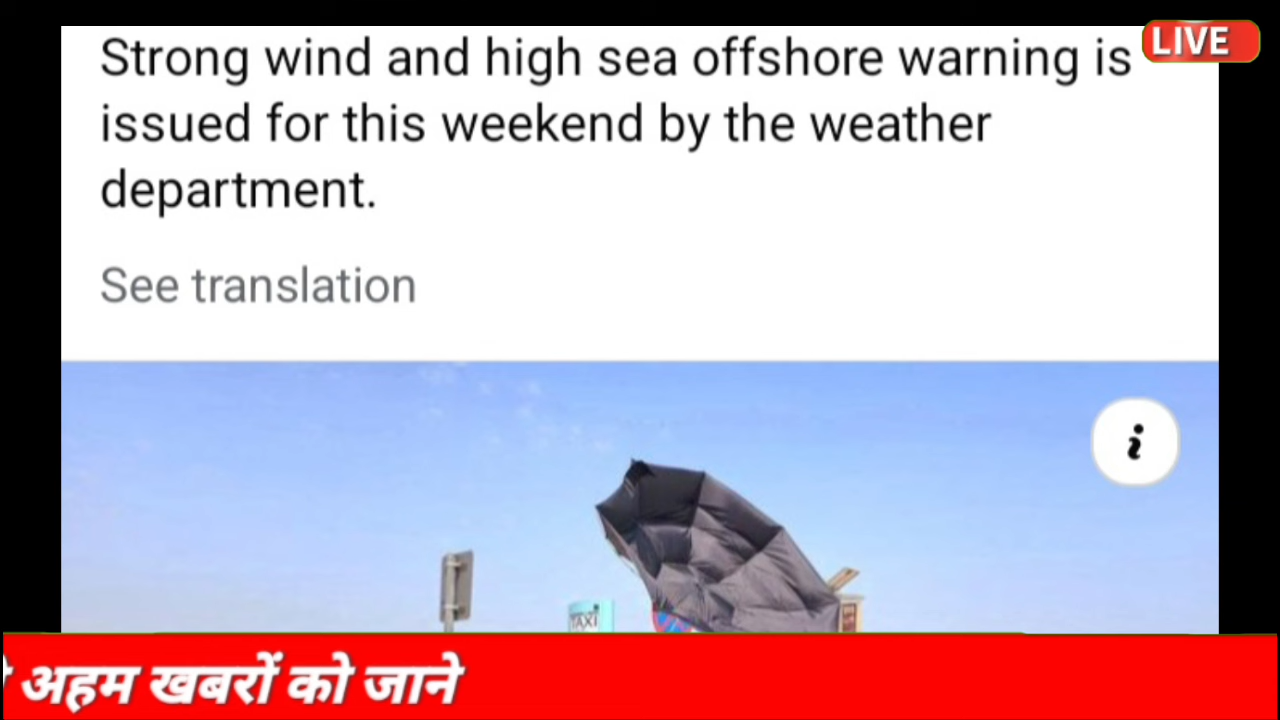 Strong wind and high sea offshore warning is
LIVE
issued for this weekend by the weather
department.
See translation
i
TAXI
अहम खबरों को जाने